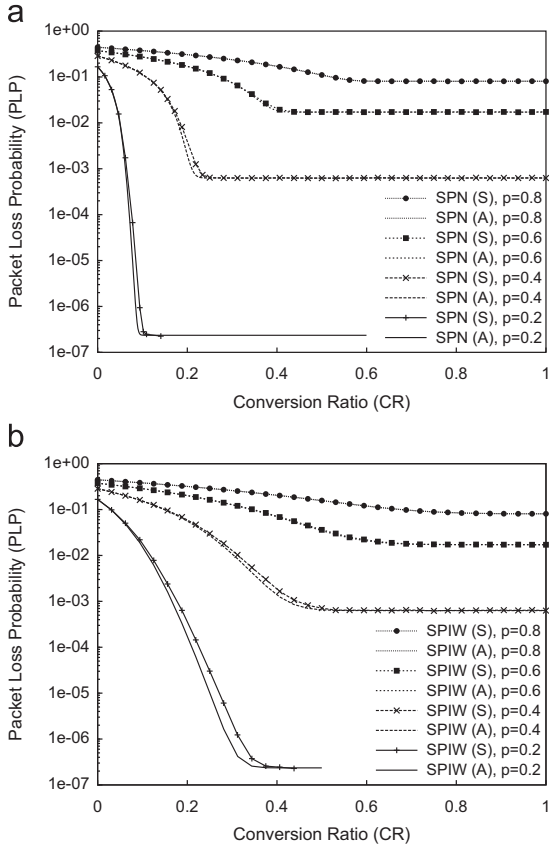 a
1e+00
1e-01
1e-02
1e-03
1e-04
1e-05
1e-06
1e-07
Packet Loss Probability (PLP)
SPN (S), p=0.8
SPN (A), p=0.8
SPN (S), p=0.6
SPN (A), p=0.6
SPN (S), p=0.4
SPN (A), p=0.4
SPN (S), p=0.2
SPN (A), p=0.2
0 0.2 0.4 0.6 0.8 1
Conversion Ratio (CR)
b
1e+00
1e-01
1e-02
1e-03
1e-04
1e-05
1e-06
1e-07
Packet Loss Probability (PLP)
SPIW (S), p=0.8
SPIW (A), p=0.8
SPIW (S), p=0.6
SPIW (A), p=0.6
SPIW (S), p=0.4
SPIW (A), p=0.4
SPIW (S), p=0.2
SPIW (A), p=0.2
0 0.2 0.4 0.6 0.8 1
Conversion Ratio (CR)